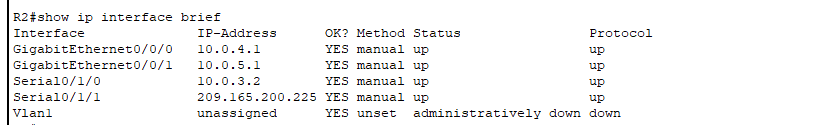 R2#show ip interface brief
Interface IP-Address OK? Method Status Protocol
GigabitEthernet0/0/0 10.0.4.1 YES manual up up
GigabitEthernet0/0/1 10.0.5.1 YES manual up up
Serial0/1/0 10.0.3.2 YES manual up up
Serial0/1/1 209.165.200.225 YES manual up up
Vlan1 unassigned YES unset administratively down down